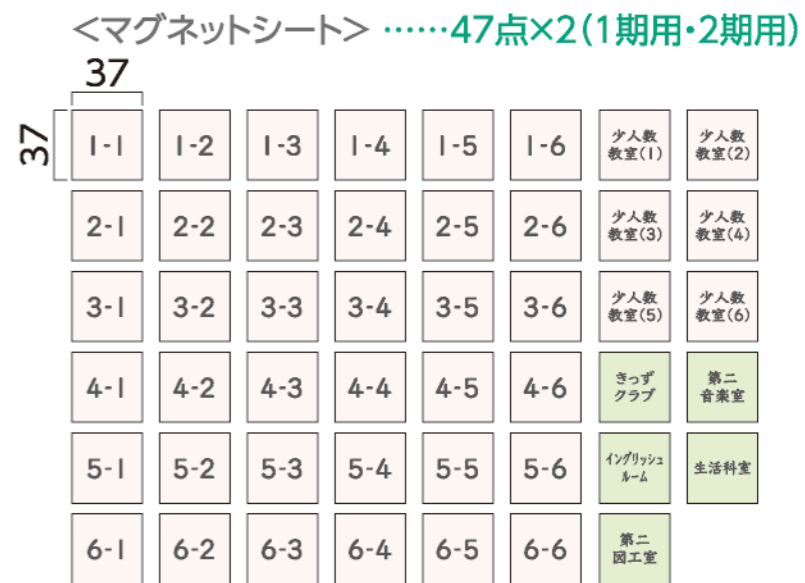 ＜マグネットシート＞ ……47点×2（1期用・2期用）
37
37
1-1 1-2 1-3 1-4 1-5 1-6 少人数 少人数
教室(1) 教室(2)
2-1 2-2 2-3 2-4 2-5 2-6 少人数 少人数
教室(3) 教室(4)
3-1 3-2 3-3 3-4 3-5 3-6 少人数 少人数
教室(5) 教室(6)
4-1 4-2 4-3 4-4 4-5 4-6 きっず 第二
クラブ 音楽室
5-1 5-2 5-3 5-4 5-5 5-6 イングリッシュ 生活科室
ルーム
6-1 6-2 6-3 6-4 6-5 6-6 第二
図工室